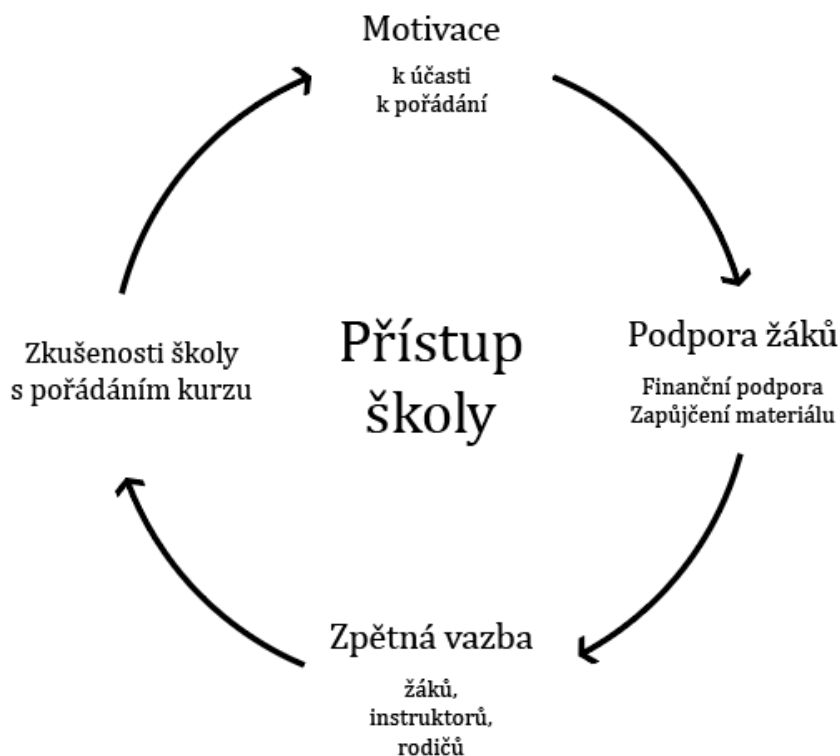 Motivace
k účasti
k pořádání
Přístup
školy
Podpora žáků
Finanční podpora
Zapůjčení materiálu
Zpětná vazba
žáků,
instruktorů,
rodičů
Zkušenosti školy
s pořádáním kurzu